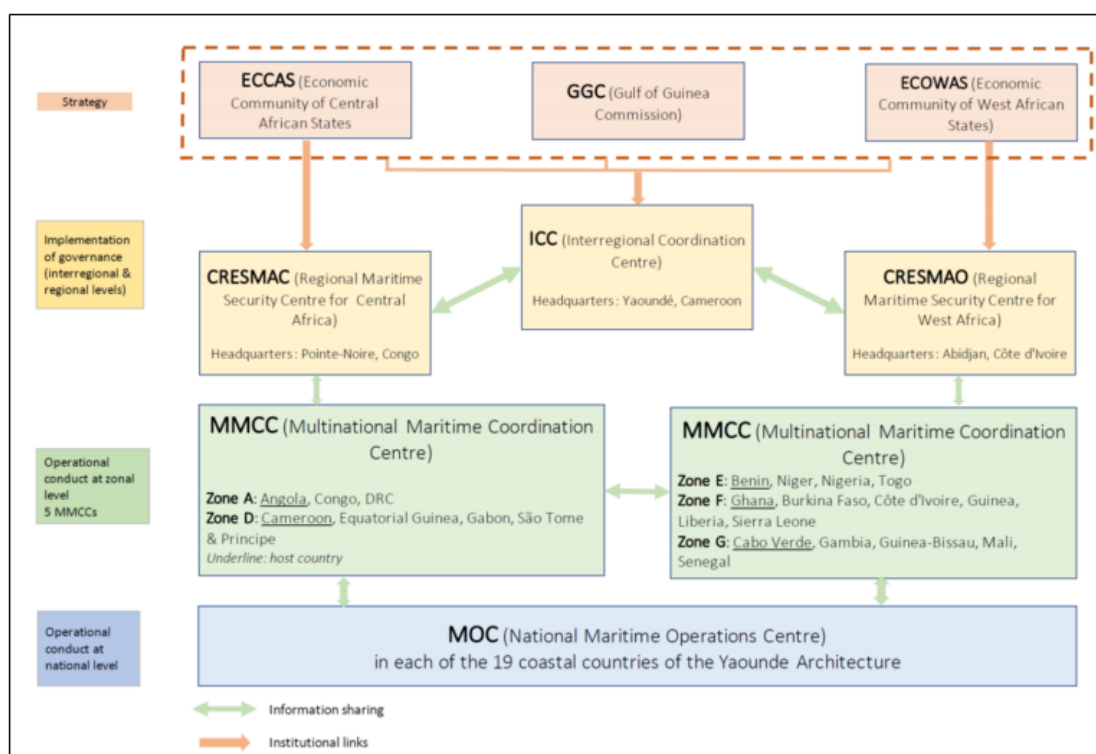 Strategy
ECCAS (Economic
Community of Central
African States
GGC (Gulf of Guinea
Commission)
ECOWAS (Economic
Community of West African
States)
Implementation
of governance
(interregional &
regional levels)
CRESMAC (Regional Maritime
Security Centre for Central
Africa)
Headquarters : Pointe-Noire, Congo
ICC (Interregional Coordination
Centre)
Headquarters : Yaoundé, Cameroon
CRESMAO (Regional
Maritime Security Centre for
West Africa)
Headquarters : Abidjan, Côte d'Ivoire
Operational
conduct at zonal
level
5 MMCCs
MMCC (Multinational Maritime Coordination
Centre)
Zone A: Angola, Congo, DRC
Zone D: Cameroon, Equatorial Guinea, Gabon, São Tome
& Principe
Underline: host country
MMCC (Multinational Maritime Coordination
Centre)
Zone E: Benin, Niger, Nigeria, Togo
Zone F: Ghana, Burkina Faso, Côte d'Ivoire, Guinea,
Liberia, Sierra Leone
Zone G: Cabo Verde, Gambia, Guinea-Bissau, Mali,
Senegal
Operational
conduct at
national level
MOC (National Maritime Operations Centre)
in each of the 19 coastal countries of the Yaounde Architecture
Information sharing
Institutional links